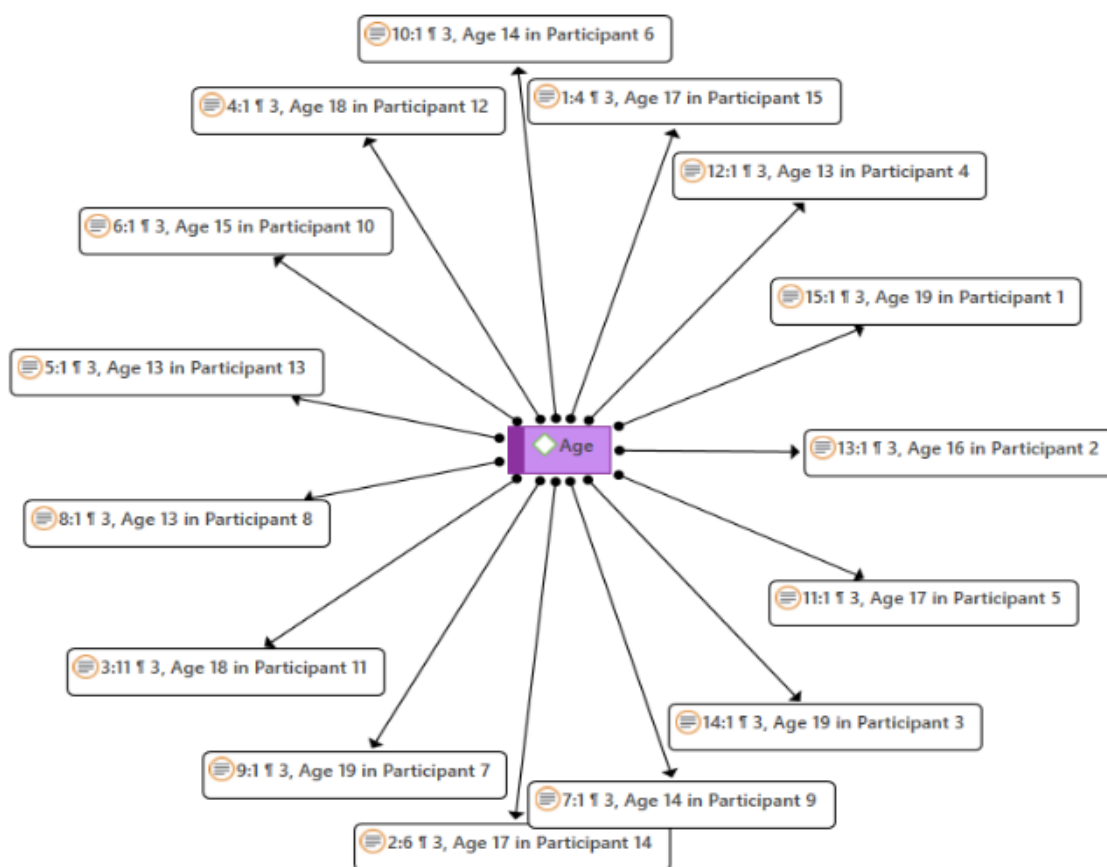 10:1 ¶ 3, Age 14 in Participant 6
4:1 ¶ 3, Age 18 in Participant 12
1:4 ¶ 3, Age 17 in Participant 15
12:1 ¶ 3, Age 13 in Participant 4
6:1 ¶ 3, Age 15 in Participant 10
15:1 ¶ 3, Age 19 in Participant 1
5:1 ¶ 3, Age 13 in Participant 13
Age
13:1 ¶ 3, Age 16 in Participant 2
8:1 ¶ 3, Age 13 in Participant 8
11:1 ¶ 3, Age 17 in Participant 5
3:11 ¶ 3, Age 18 in Participant 11
14:1 ¶ 3, Age 19 in Participant 3
9:1 ¶ 3, Age 19 in Participant 7
7:1 ¶ 3, Age 14 in Participant 9
2:6 ¶ 3, Age 17 in Participant 14